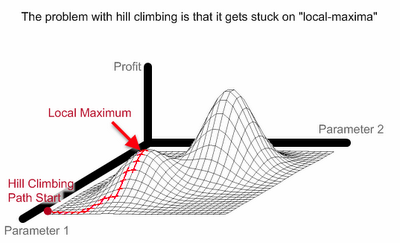 The problem with hill climbing is that it gets stuck on "local-maxima"
Profit
Local Maximum
Parameter 2
Hill Climbing
Path Start
Parameter 1